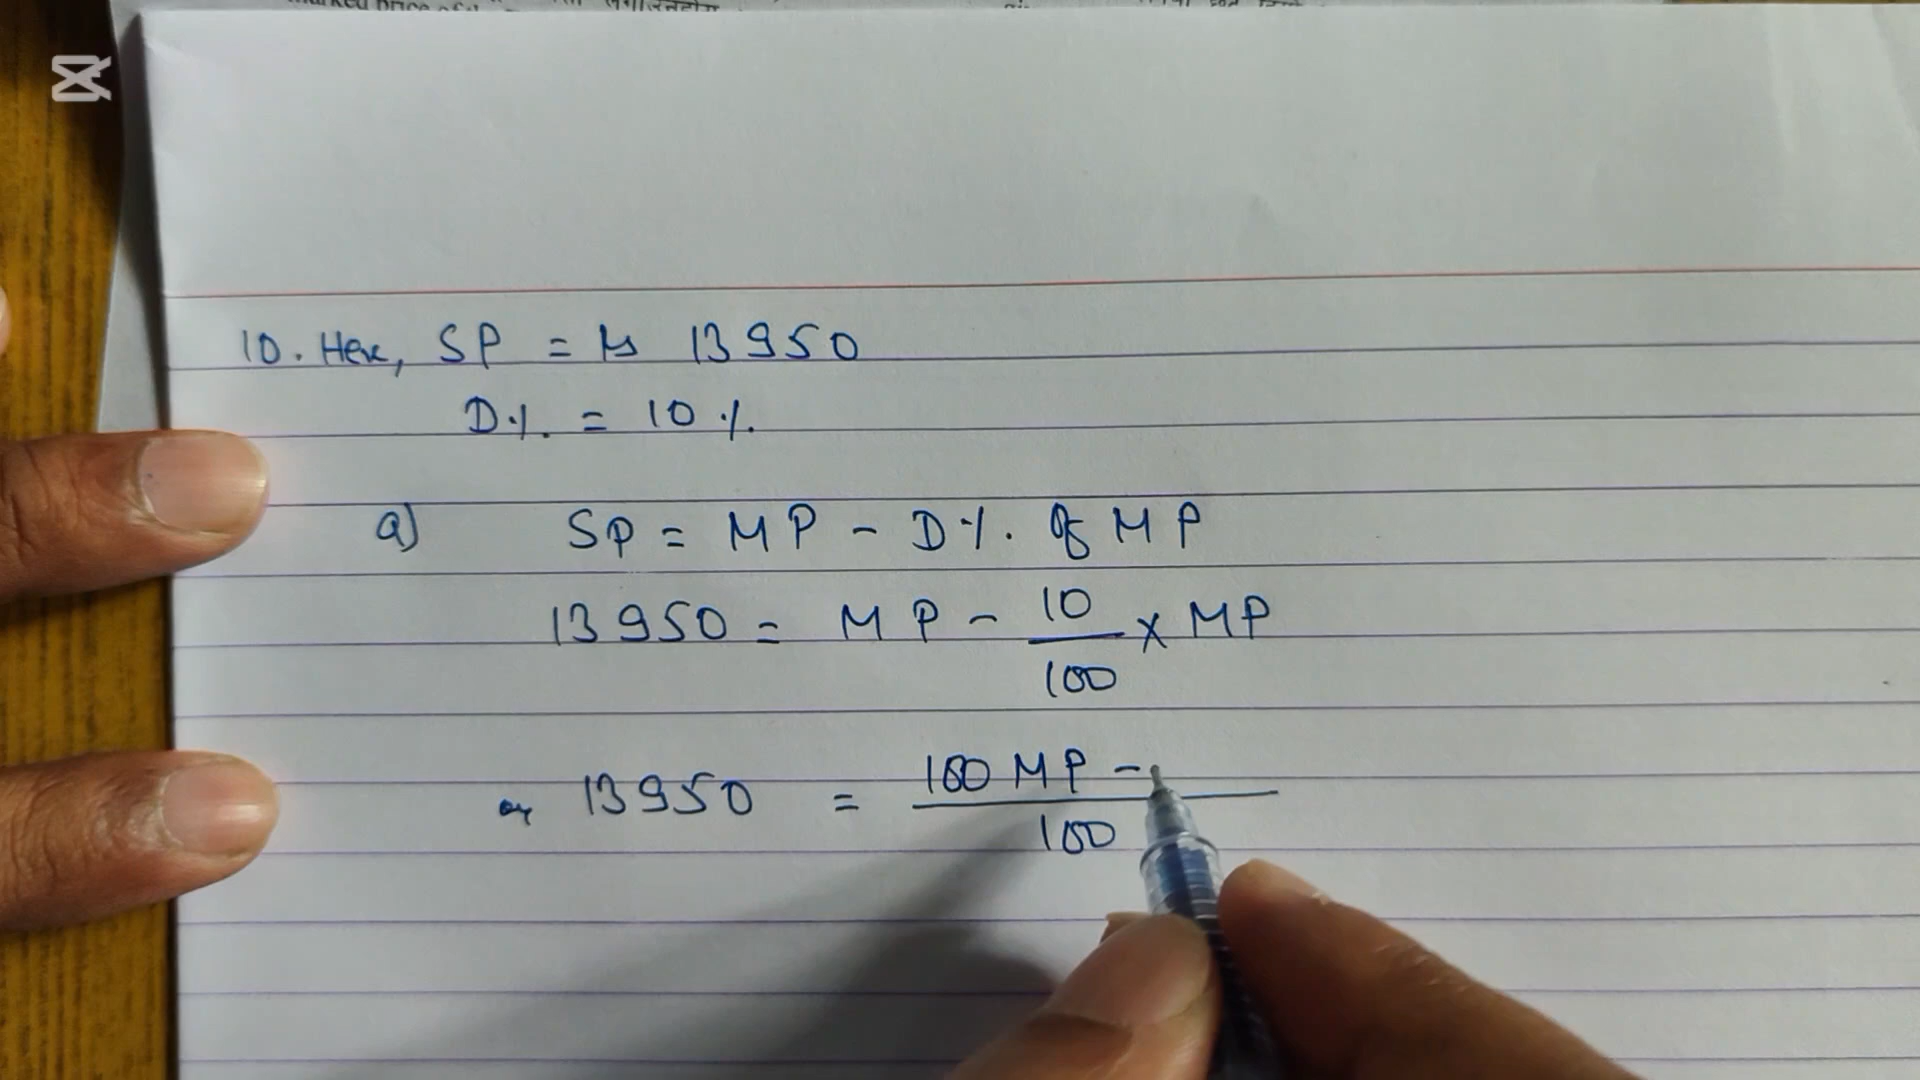 10. Here, SP = Rs 13950
D% = 10%
a) SP = MP - D% of MP
13950 = MP - 10/100 × MP
or 13950 = 100 MP - / 100